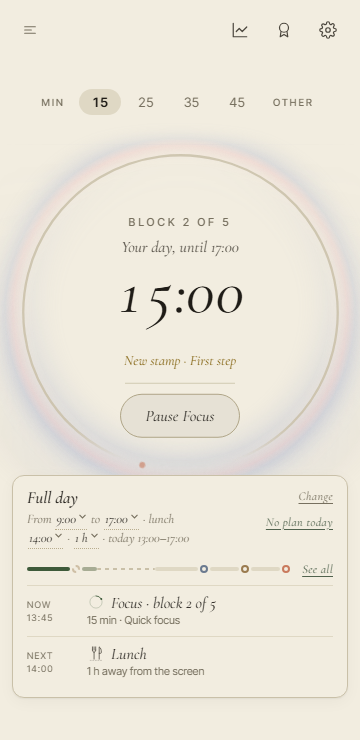 MIN 15 25 35 45 OTHER
BLOCK 2 OF 5
Your day, until 17:00
15:00
New stamp · First step
Pause Focus
Full day
Change
From 9:00 to 17:00 · lunch
No plan today
14:00 · 1 h · today 13:00–17:00
See all
NOW
13:45
Focus · block 2 of 5
15 min · Quick focus
NEXT
14:00
Lunch
1 h away from the screen